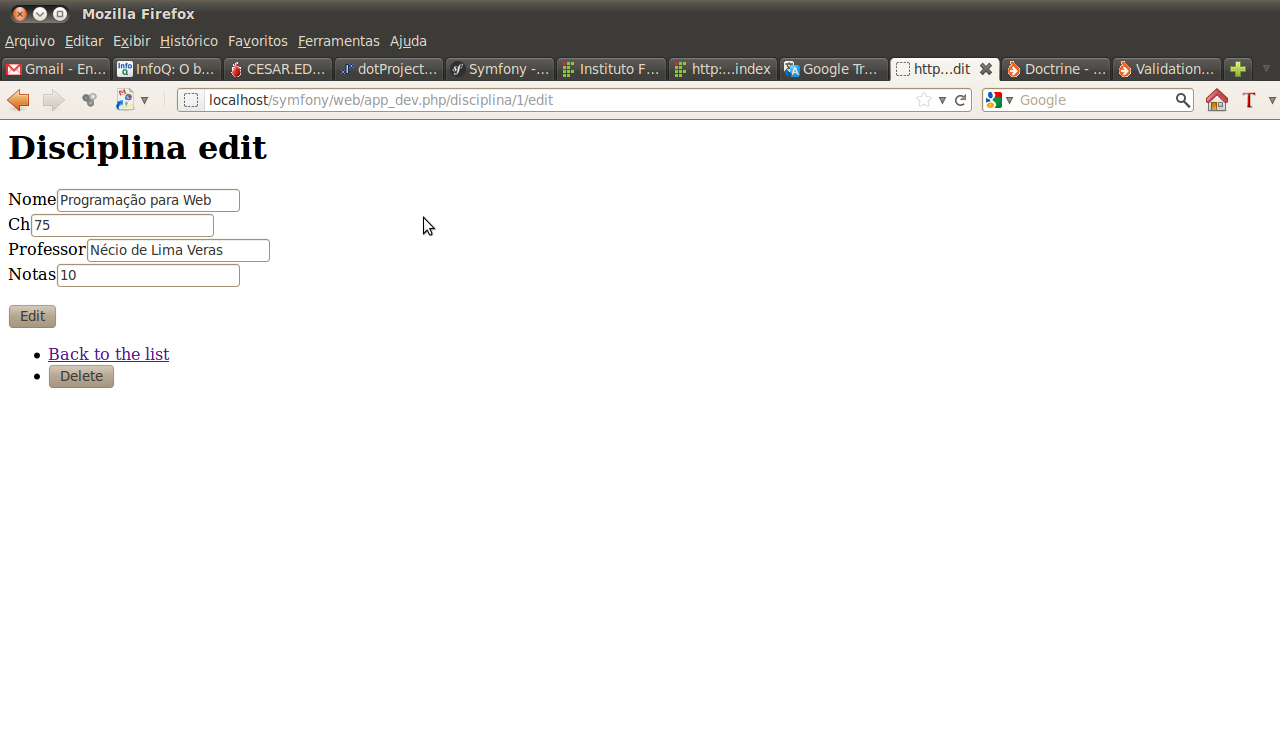 Mozilla Firefox
Arquivo Editar Exibir Histórico Favoritos Ferramentas Ajuda
Gmail - En... InfoQ: O b... CESAR.ED... dotProject... Symfony -... Instituto F... http:...index Google Tr... http...dit Doctrine - ... Validation...
localhost/symfony/web/app_dev.php/disciplina/1/edit Google
Disciplina edit
Nome Programação para Web
Ch 75
Professor Nécio de Lima Veras
Notas 10
Edit
Back to the list
Delete